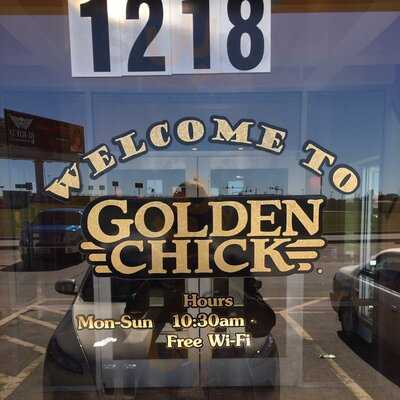 1218
WELCOME TO
GOLDEN
CHICK
Hours
Mon-Sun 10:30am -
Free Wi-Fi